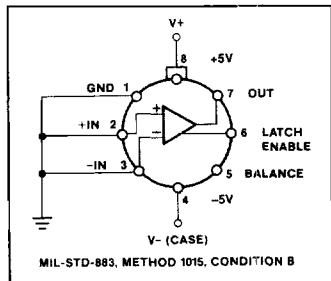 V+
8 +5V
GND 1
7 OUT
+IN 2
+
−
6 LATCH ENABLE
−IN 3
5 BALANCE
4 −5V
V− (CASE)
MIL-STD-883, METHOD 1015, CONDITION B